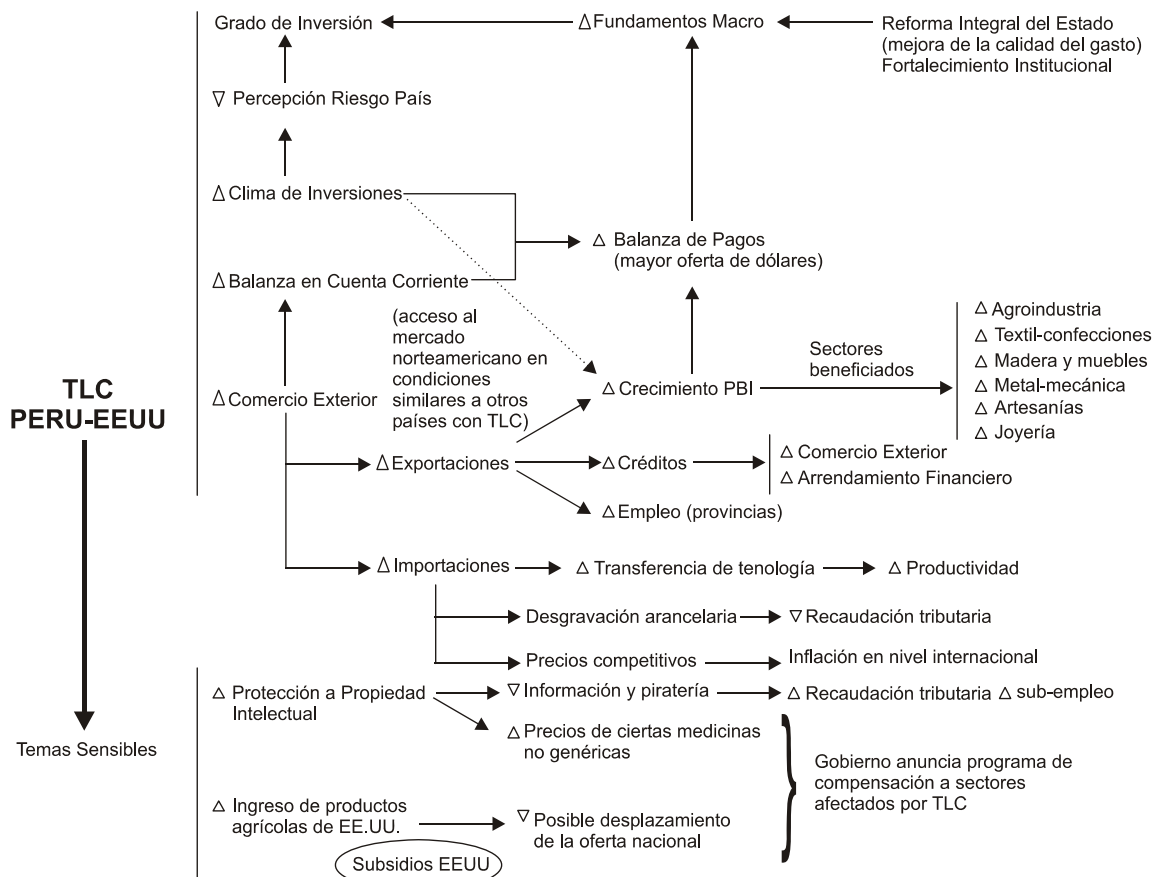 Grado de Inversión
△ Fundamentos Macro
Reforma Integral del Estado
(mejora de la calidad del gasto)
Fortalecimiento Institucional
▽ Percepción Riesgo País
△ Clima de Inversiones
△ Balanza de Pagos
(mayor oferta de dólares)
△ Balanza en Cuenta Corriente
(acceso al
mercado
norteamericano en
condiciones
similares a otros
países con TLC)
TLC
PERU-EEUU
△ Comercio Exterior
△ Crecimiento PBI
Sectores
beneficiados
△ Agroindustria
△ Textil-confecciones
△ Madera y muebles
△ Metal-mecánica
△ Artesanías
△ Joyería
△ Exportaciones
△ Créditos
△ Comercio Exterior
△ Arrendamiento Financiero
△ Empleo (provincias)
△ Importaciones
△ Transferencia de tenología
△ Productividad
Desgravación arancelaria
▽ Recaudación tributaria
Precios competitivos
Inflación en nivel internacional
Temas Sensibles
△ Protección a Propiedad
Intelectual
▽ Información y piratería
△ Recaudación tributaria △ sub-empleo
△ Precios de ciertas medicinas
no genéricas
Gobierno anuncia programa de
compensación a sectores
afectados por TLC
△ Ingreso de productos
agrícolas de EE.UU.
▽ Posible desplazamiento
de la oferta nacional
Subsidios EEUU